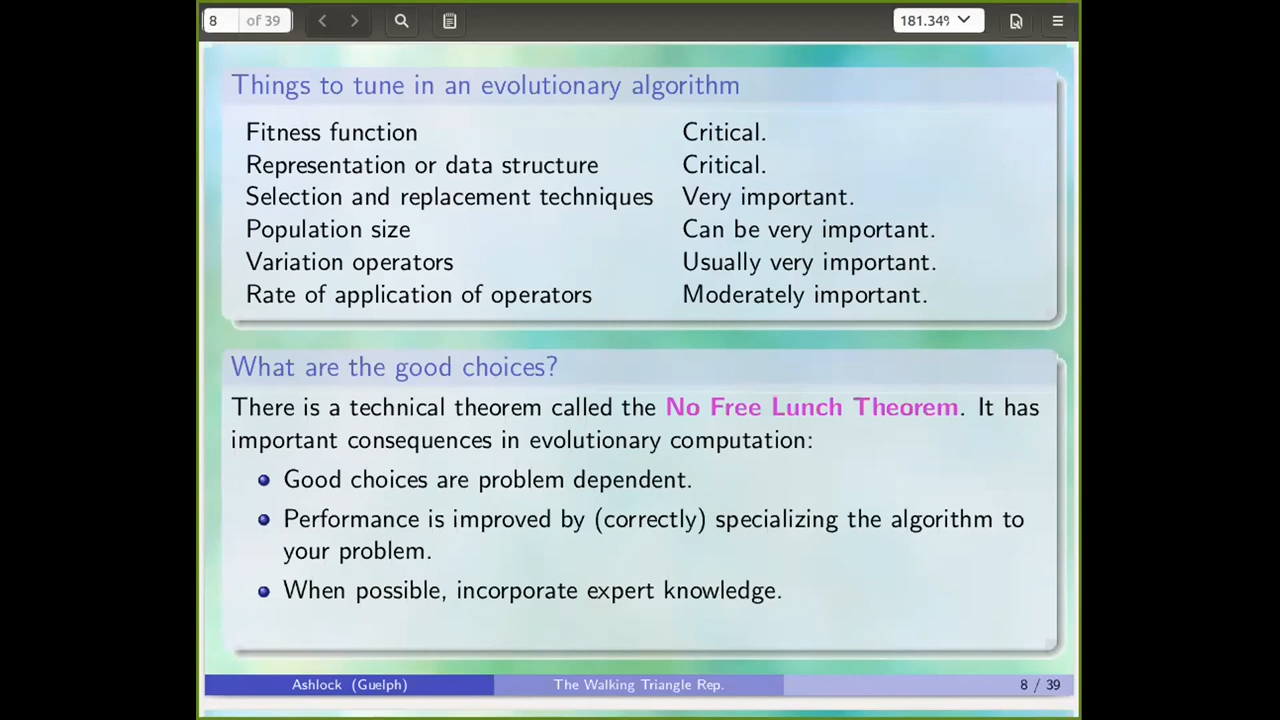 8 of 39 181.34%
Things to tune in an evolutionary algorithm
Fitness function Critical.
Representation or data structure Critical.
Selection and replacement techniques Very important.
Population size Can be very important.
Variation operators Usually very important.
Rate of application of operators Moderately important.
What are the good choices?
There is a technical theorem called the No Free Lunch Theorem. It has
important consequences in evolutionary computation:
Good choices are problem dependent.
Performance is improved by (correctly) specializing the algorithm to
your problem.
When possible, incorporate expert knowledge.
Ashlock (Guelph) The Walking Triangle Rep. 8 / 39